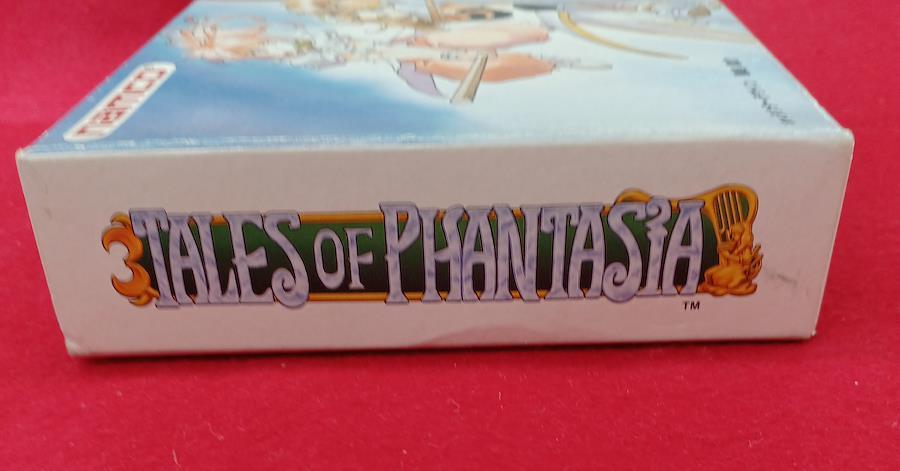 namco
TALES OF PHANTASIA
TM